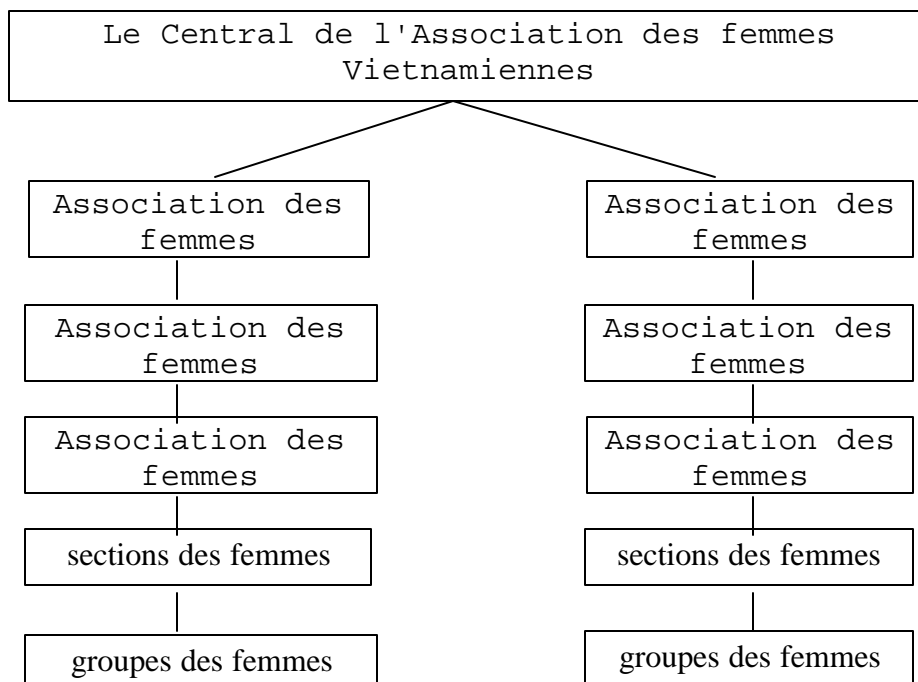 Le Central de l'Association des femmes
Vietnamiennes
Association des
femmes
Association des
femmes
Association des
femmes
Association des
femmes
Association des
femmes
Association des
femmes
sections des femmes
sections des femmes
groupes des femmes
groupes des femmes